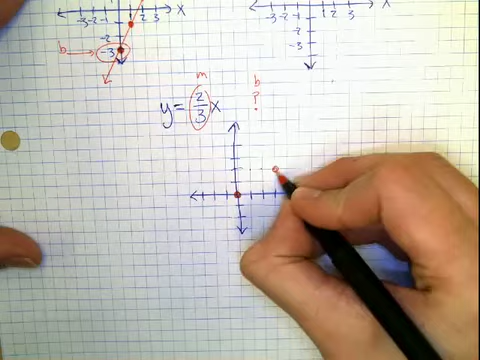 -3 -2 -1 1 2 3 x
-2
b → -3
-3 -2 -1 1 2 3 x
-2
-3
m b
y = 2/3 x ?